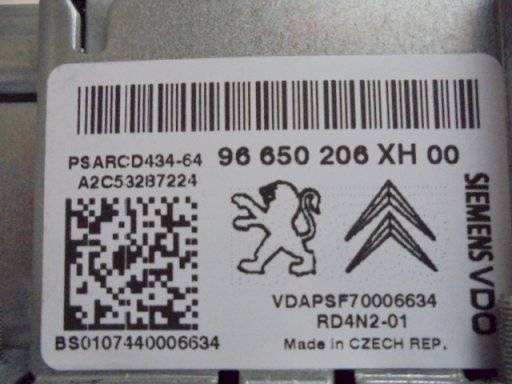 PSARCD434-64 96 650 206 XH 00
A2C53287224
SIEMENS VDO
VDAPSF70006634
RD4N2-01
BS0107440006634 Made in CZECH REP.